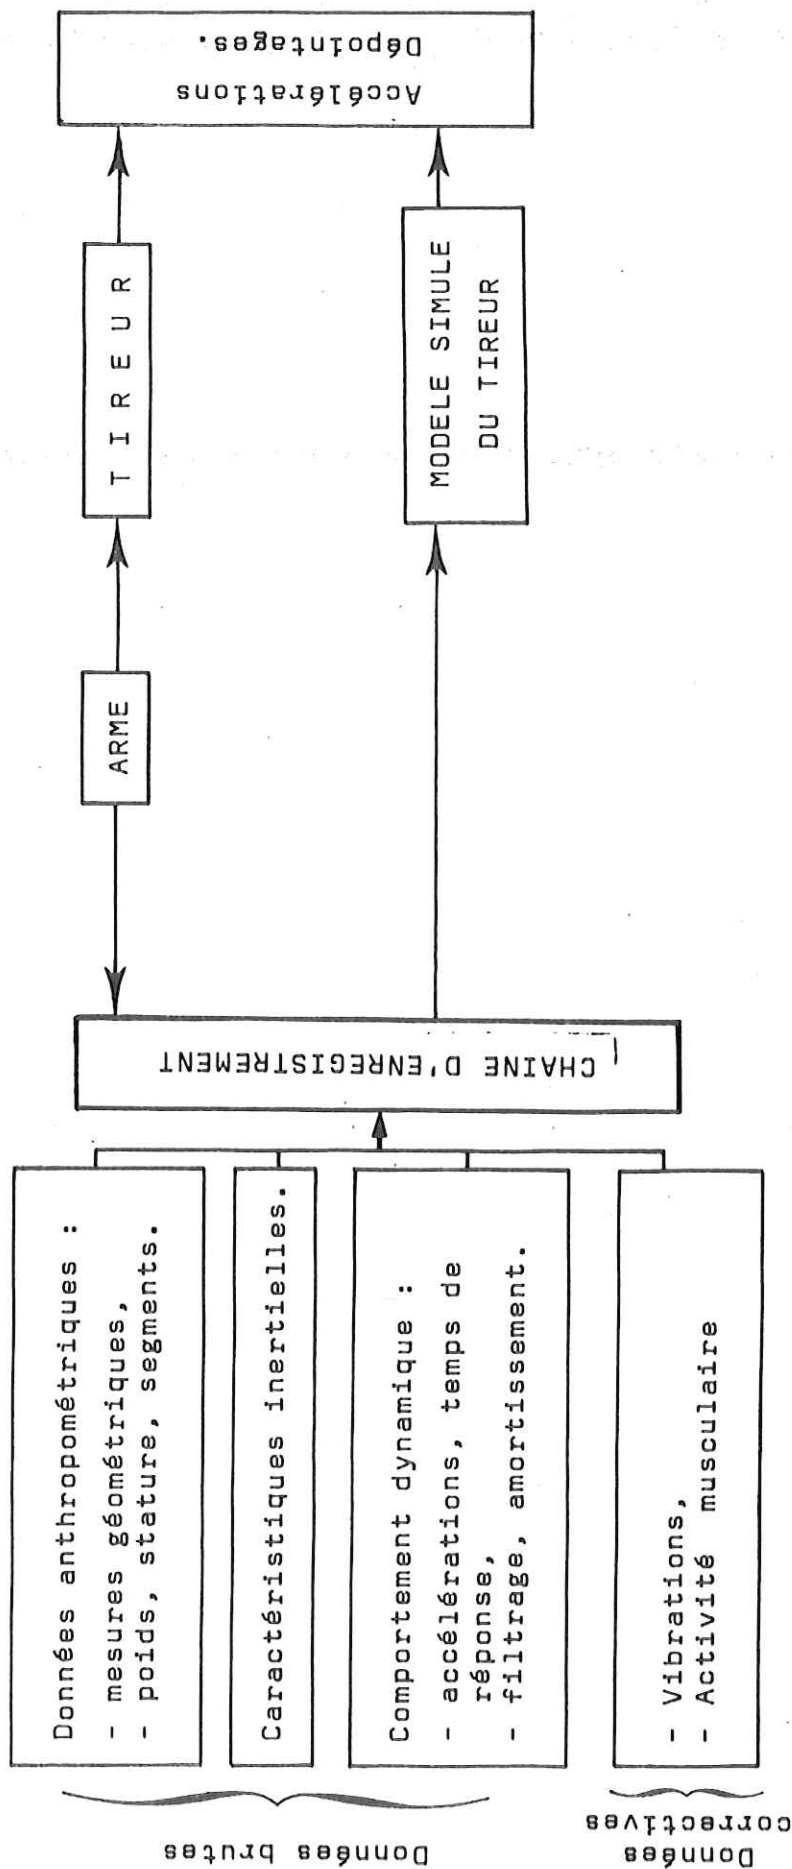 Données brutes
Données anthropométriques :
- mesures géométriques,
- poids, stature, segments.
Caractéristiques inertielles.
Comportement dynamique :
- accélérations, temps de
réponse,
- filtrage, amortissement.
Données
correctives
- Vibrations,
- Activité musculaire
CHAINE D'ENREGISTREMENT
ARME
T I R E U R
MODELE SIMULE
DU TIREUR
Accélérations
Dépointages.